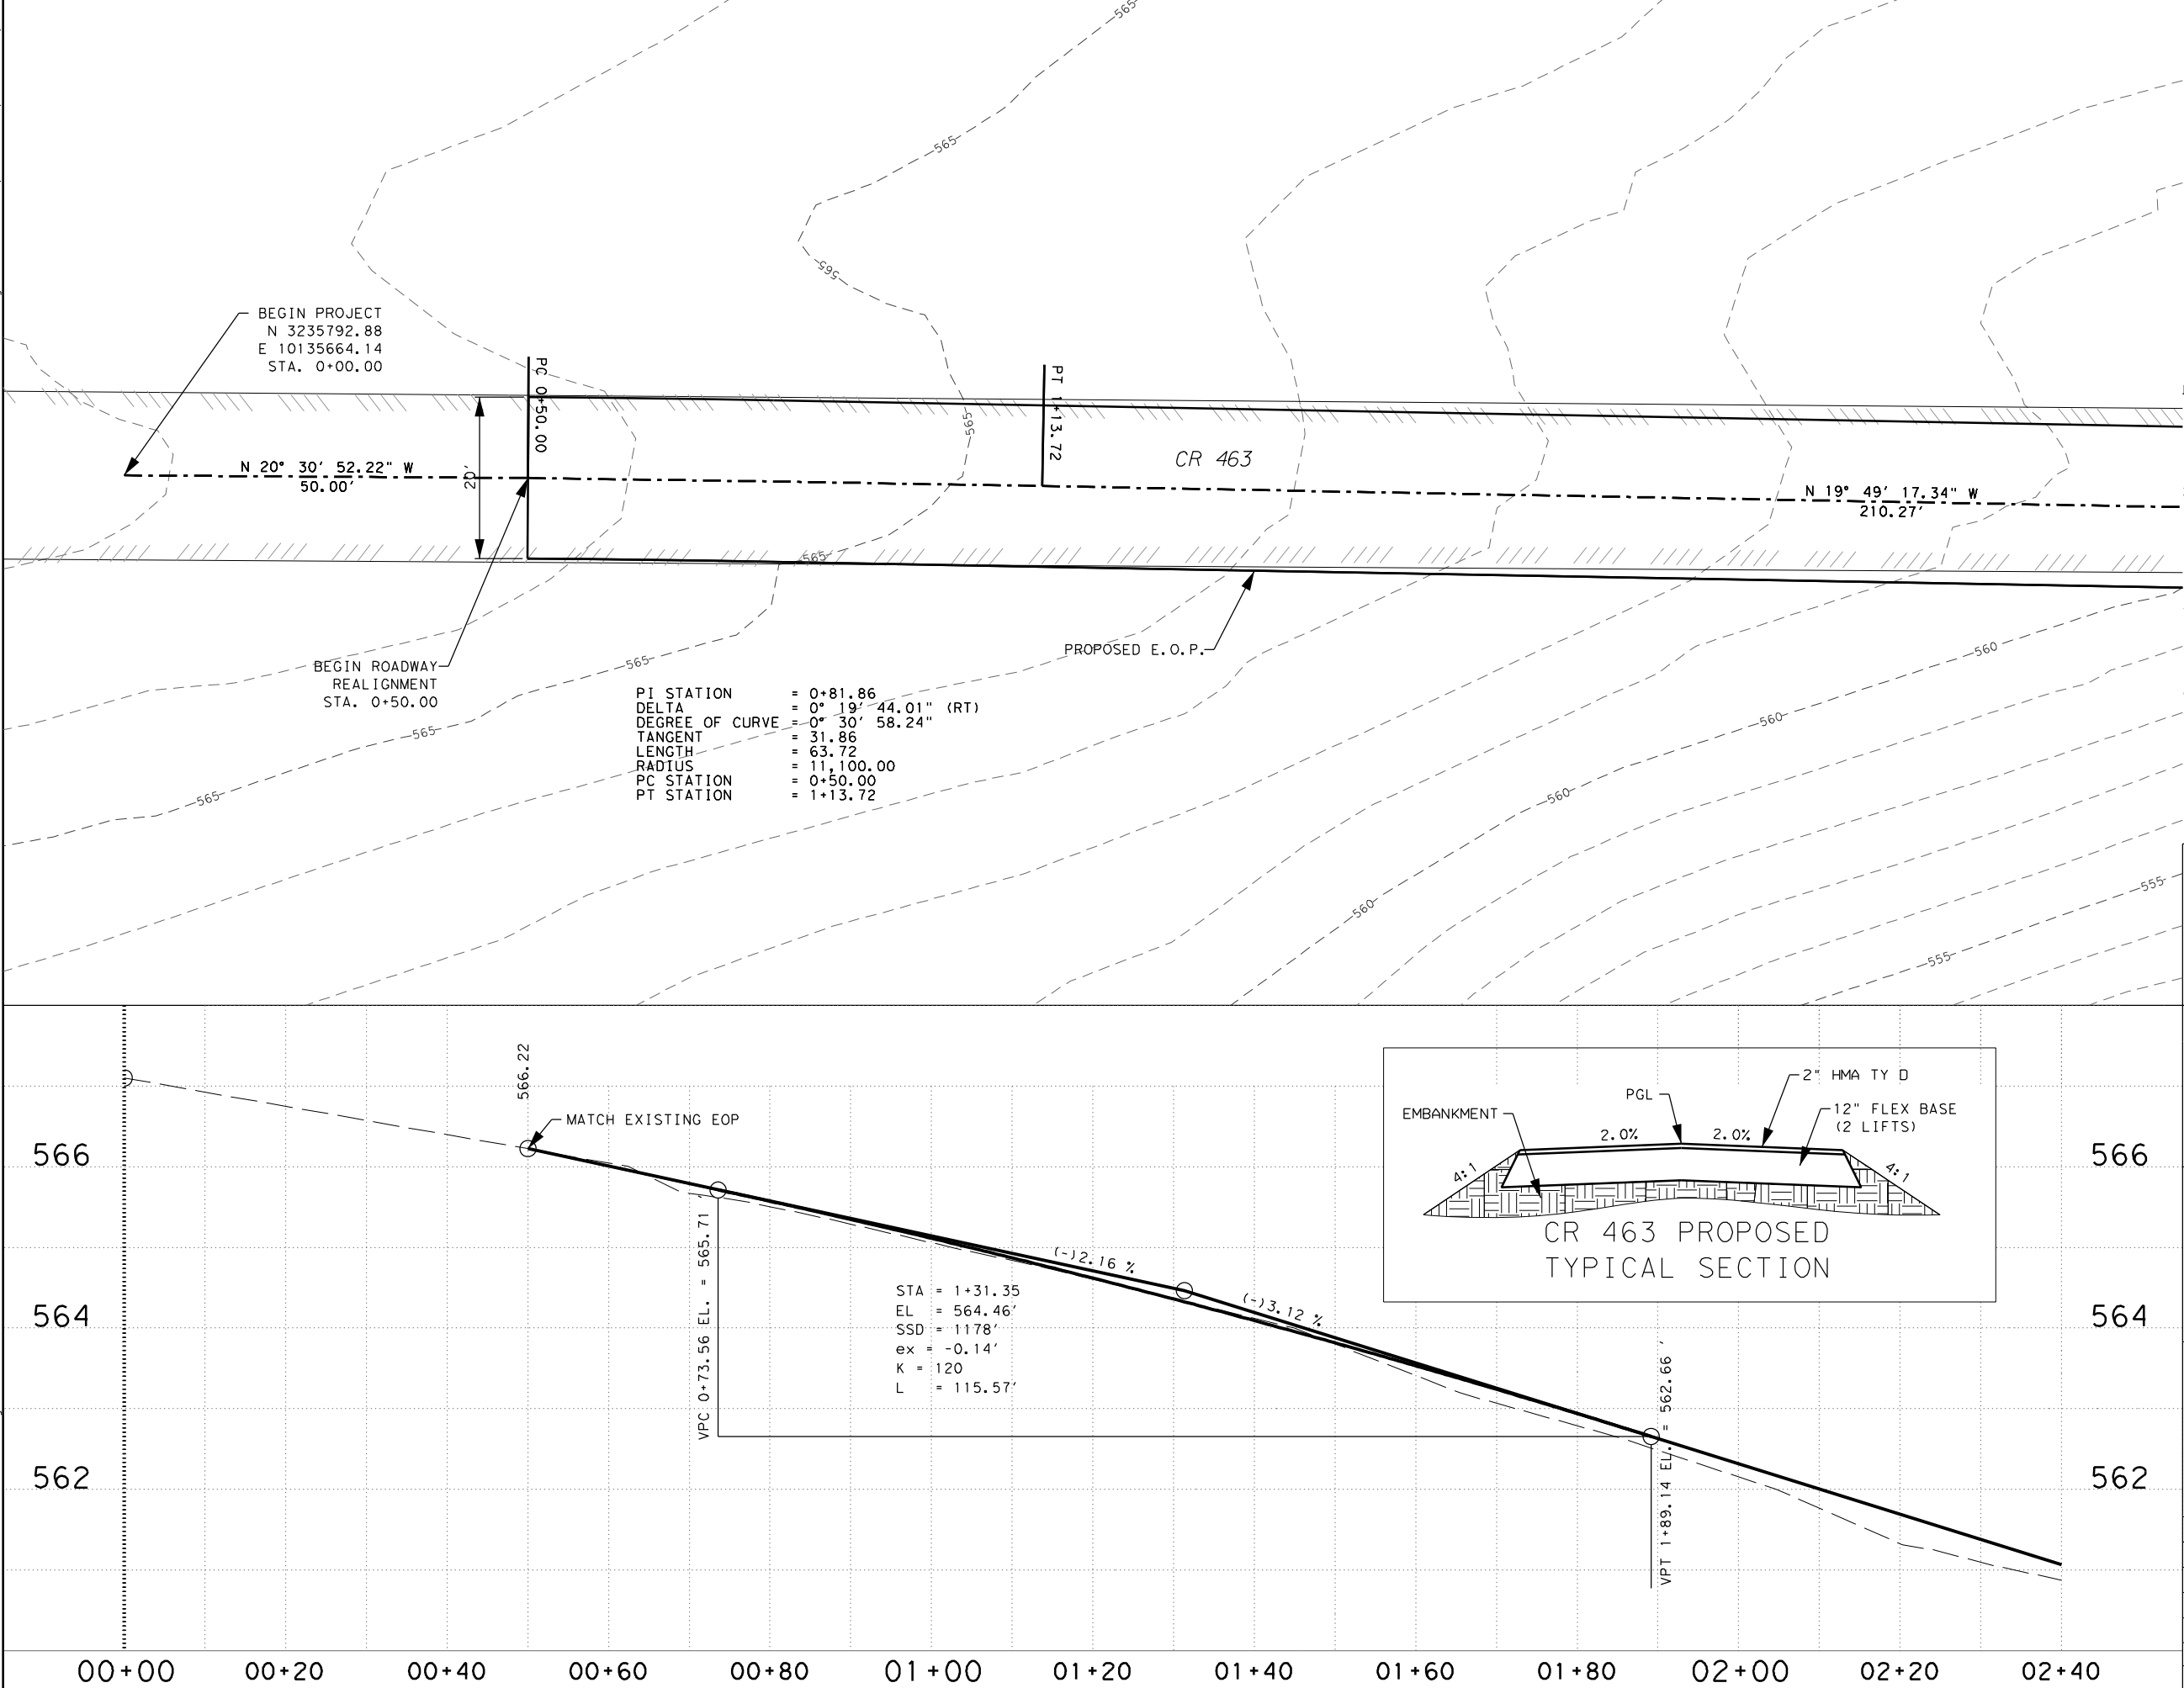 565
565
565
BEGIN PROJECT
N 3235792.88
E 10135664.14
STA. 0+00.00
PC 0+50.00
PT 1+13.72
565
CR 463
20'
N 20° 30' 52.22" W
50.00'
N 19° 49' 17.34" W
210.27'
565
PROPOSED E.O.P.
560
565
BEGIN ROADWAY
REALIGNMENT
STA. 0+50.00
PI STATION = 0+81.86
DELTA = 0° 19' 44.01" (RT)
DEGREE OF CURVE = 0° 30' 58.24"
TANGENT = 31.86
LENGTH = 63.72
RADIUS = 11,100.00
PC STATION = 0+50.00
PT STATION = 1+13.72
560
565
565
560
560
555
555
566.22
MATCH EXISTING EOP
2" HMA TY D
PGL
EMBANKMENT
12" FLEX BASE
(2 LIFTS)
2.0%
2.0%
4:1
4:1
CR 463 PROPOSED
TYPICAL SECTION
566
566
VPC 0+73.56 EL. = 565.71'
(-)2.16 %
(-)3.12 %
STA = 1+31.35
EL = 564.46'
SSD = 1178'
ex = -0.14'
K = 120
L = 115.57'
564
564
VPT 1+89.14 EL. = 562.66'
562
562
00+00 00+20 00+40 00+60 00+80 01+00 01+20 01+40 01+60 01+80 02+00 02+20 02+40